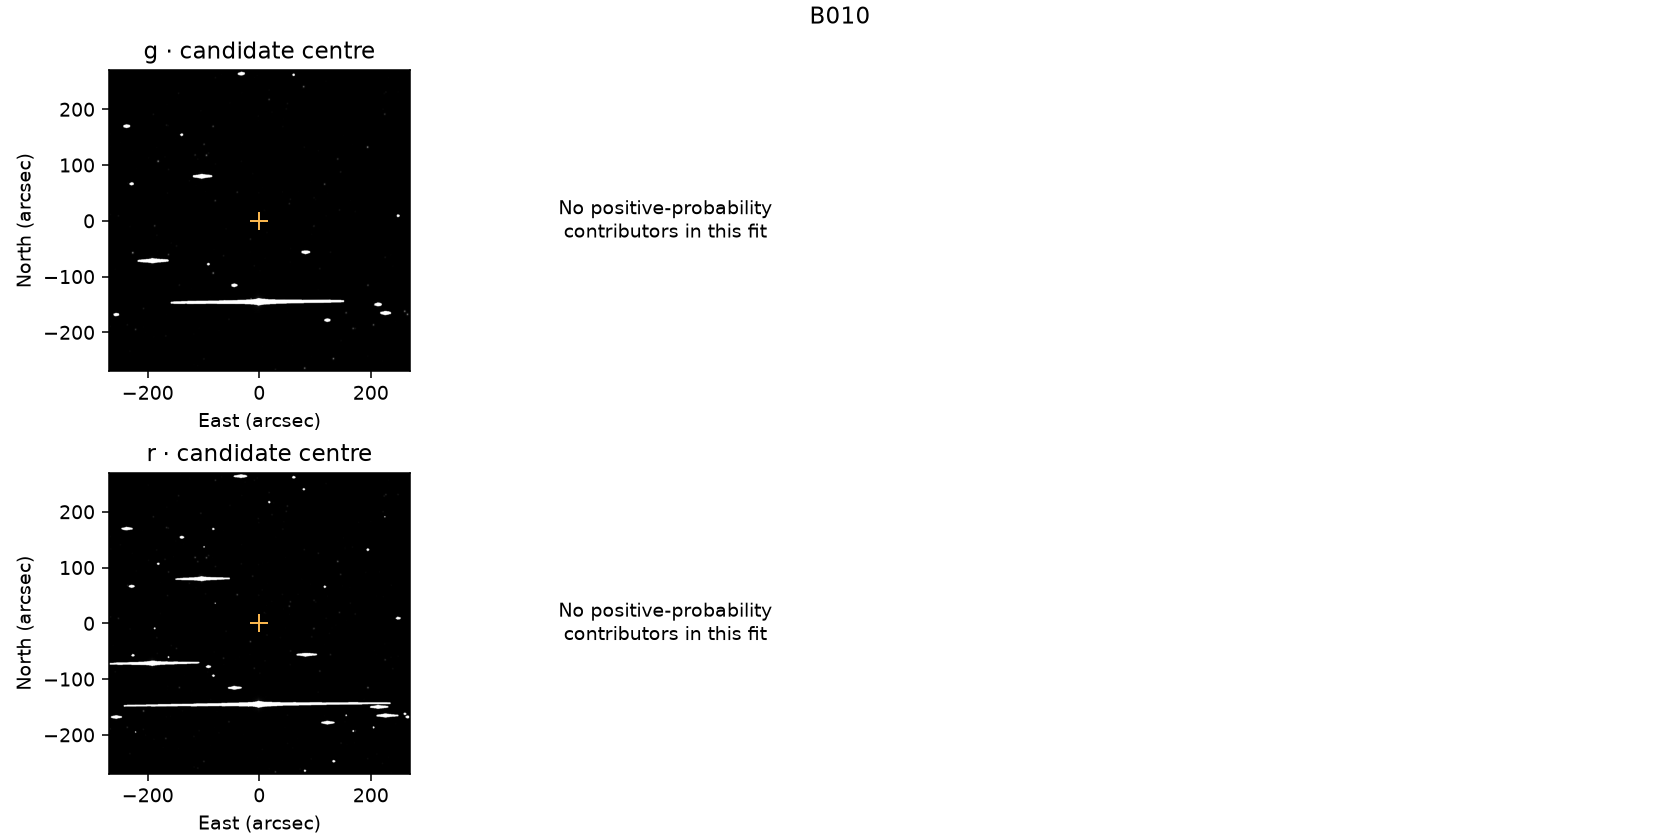 B010
g · candidate centre
North (arcsec)
200
100
0
−100
−200
−200 0 200
East (arcsec)
No positive-probability
contributors in this fit
r · candidate centre
North (arcsec)
200
100
0
−100
−200
−200 0 200
East (arcsec)
No positive-probability
contributors in this fit